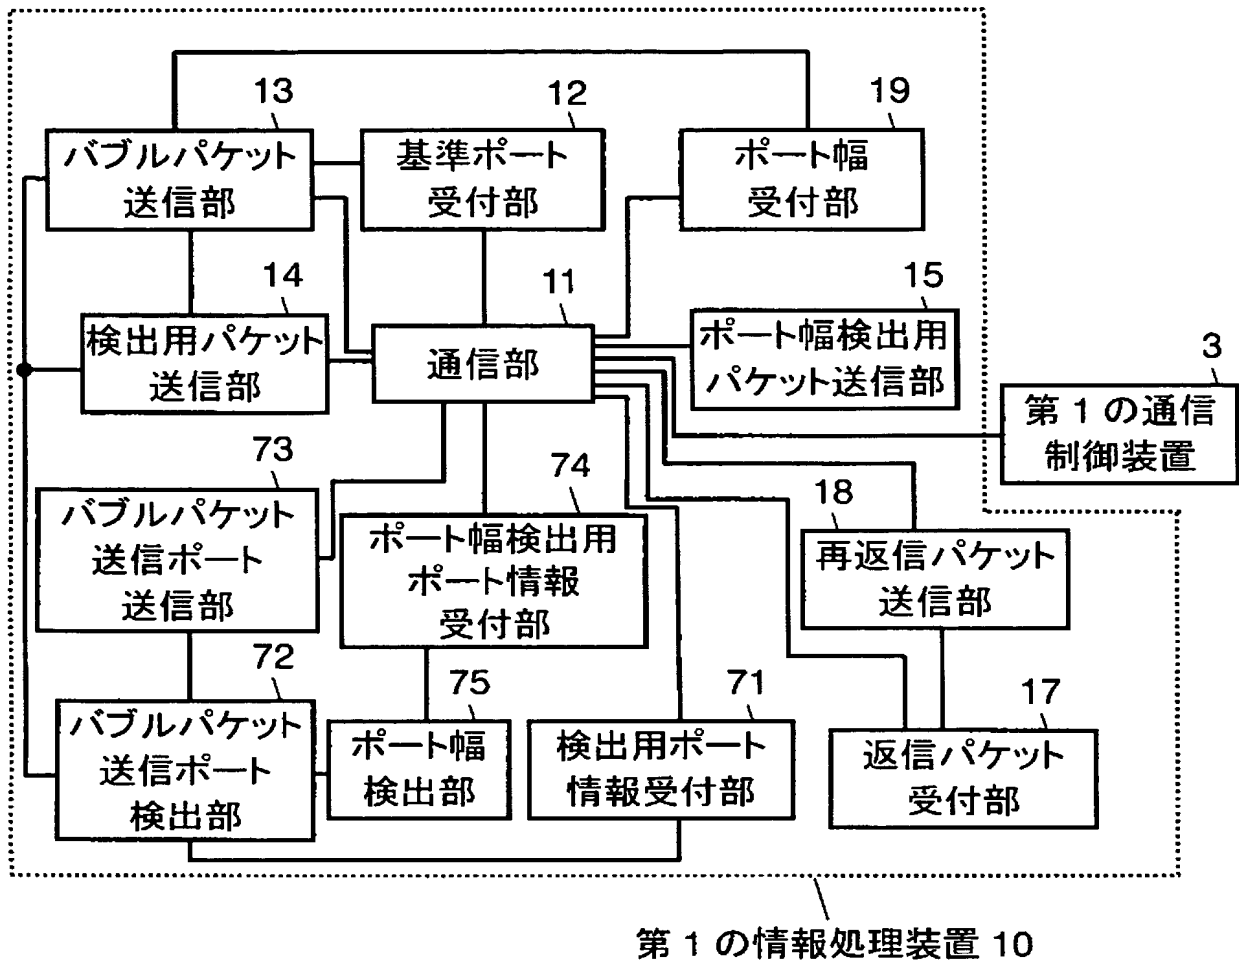 13
バブルパケット
送信部
12
基準ポート
受付部
19
ポート幅
受付部
14
検出用パケット
送信部
11
通信部
15
ポート幅検出用
パケット送信部
3
第1の通信
制御装置
73
バブルパケット
送信ポート
送信部
74
ポート幅検出用
ポート情報
受付部
18
再返信パケット
送信部
72
バブルパケット
送信ポート
検出部
75
ポート幅
検出部
71
検出用ポート
情報受付部
17
返信パケット
受付部
第1の情報処理装置 10